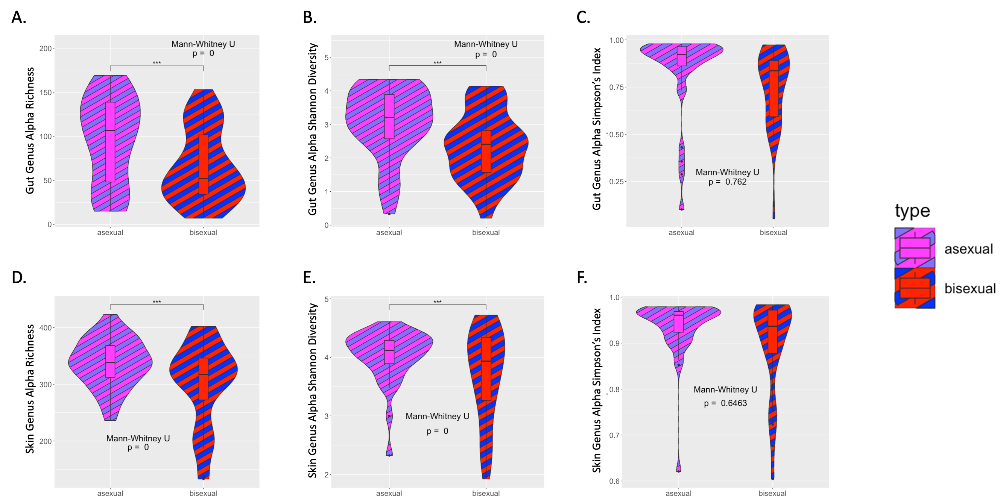 A.
Gut Genus Alpha Richness
200
150
100
50
0
Mann-Whitney U
p = 0
***
asexual
bisexual
B.
Gut Genus Alpha Shannon Diversity
5
4
3
2
1
0
Mann-Whitney U
p = 0
***
asexual
bisexual
C.
Gut Genus Alpha Simpson’s Index
1.00
0.75
0.50
0.25
Mann-Whitney U
p = 0.762
asexual
bisexual
type
asexual
bisexual
D.
Skin Genus Alpha Richness
400
300
200
***
Mann-Whitney U
p = 0
asexual
bisexual
E.
Skin Genus Alpha Shannon Diversity
5
4
3
2
***
Mann-Whitney U
p = 0
asexual
bisexual
F.
Skin Genus Alpha Simpson’s Index
1.0
0.9
0.8
0.7
0.6
Mann-Whitney U
p = 0.6463
asexual
bisexual